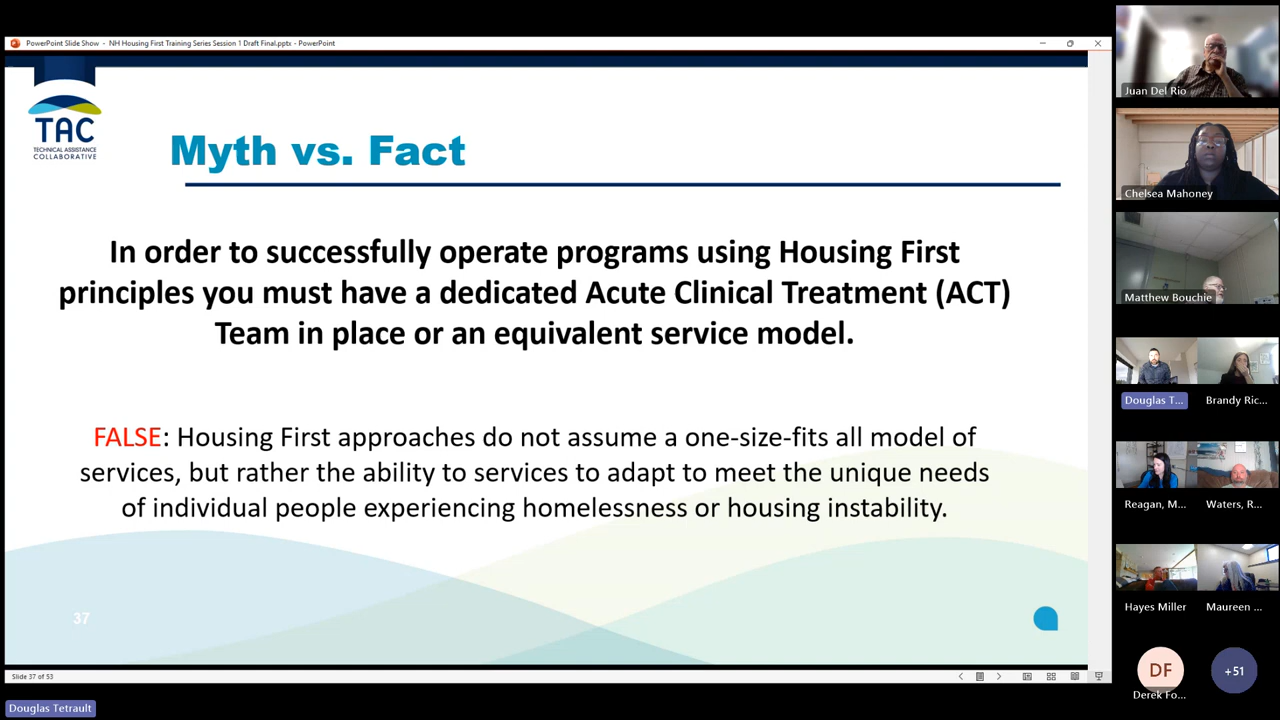 PowerPoint Slide Show - NH Housing First Training Series Session 1 Draft Final.pptx - PowerPoint
TAC
TECHNICAL ASSISTANCE
COLLABORATIVE
Myth vs. Fact
In order to successfully operate programs using Housing First
principles you must have a dedicated Acute Clinical Treatment (ACT)
Team in place or an equivalent service model.
FALSE: Housing First approaches do not assume a one-size-fits all model of
services, but rather the ability to services to adapt to meet the unique needs
of individual people experiencing homelessness or housing instability.
37
Slide 37 of 53
Douglas Tetrault
Juan Del Rio
Chelsea Mahoney
Matthew Bouchie
Douglas T...
Brandy Ric...
Reagan, M...
Waters, R...
Hayes Miller
Maureen ...
DF
Derek Fo...
+51